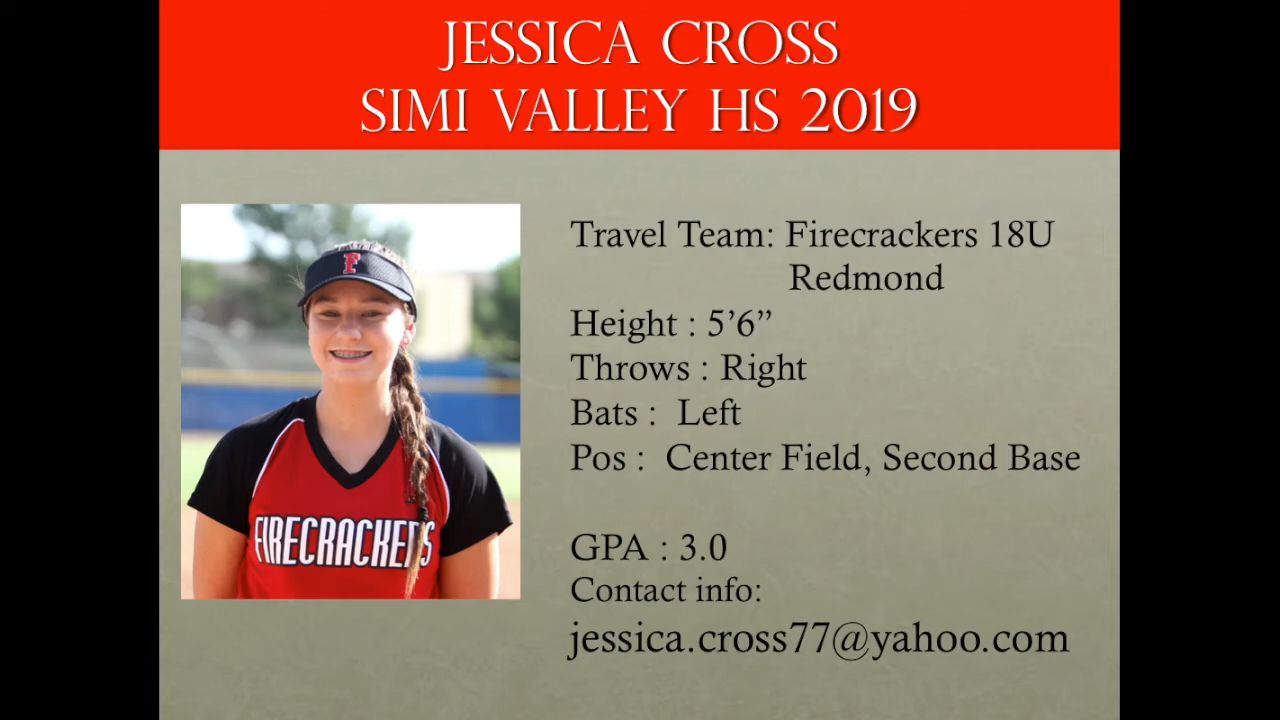 JESSICA CROSS
SIMI VALLEY HS 2019
F
FIRECRACKERS
Travel Team: Firecrackers 18U
Redmond
Height : 5’6”
Throws : Right
Bats :  Left
Pos :  Center Field, Second Base
GPA : 3.0
Contact info:
jessica.cross77@yahoo.com